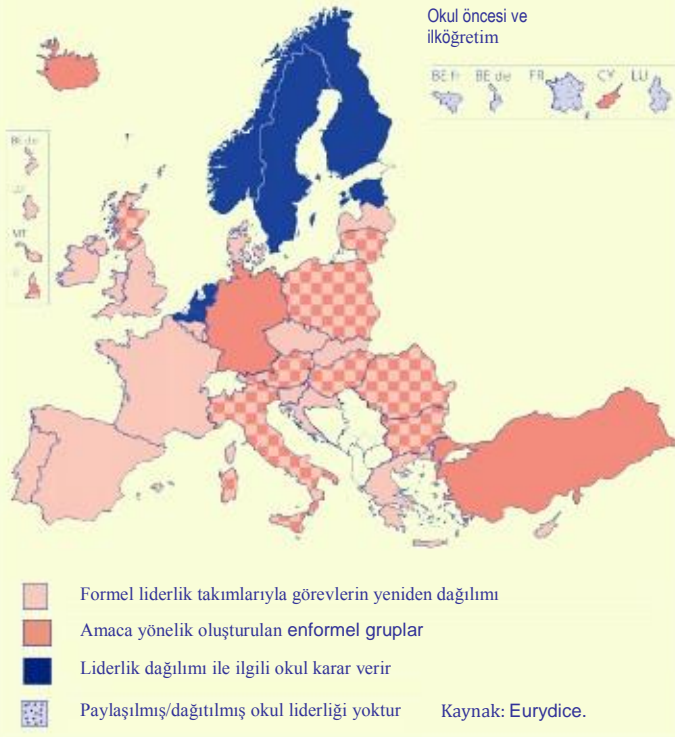 Okul öncesi ve
ilköğretim
BE fr BE de FR CY LU
BE de
MT
Formel liderlik takımlarıyla görevlerin yeniden dağılımı
Amaca yönelik oluşturulan enformel gruplar
Liderlik dağılımı ile ilgili okul karar verir
Paylaşılmış/dağıtılmış okul liderliği yoktur Kaynak: Eurydice.